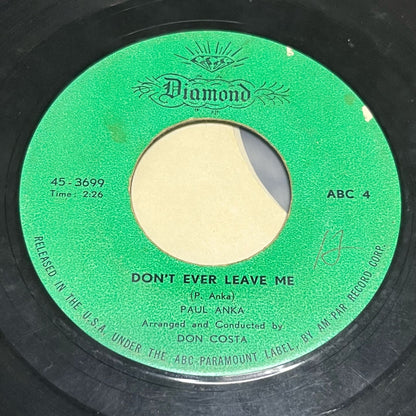 Diamond
45-3699
Time: 2:26
ABC 4
DON'T EVER LEAVE ME
(P. Anka)
PAUL ANKA
Arranged and Conducted by
DON COSTA
RELEASED IN THE U.S.A. UNDER THE ABC-PARAMOUNT LABEL, BY AM-PAR RECORD CORP.